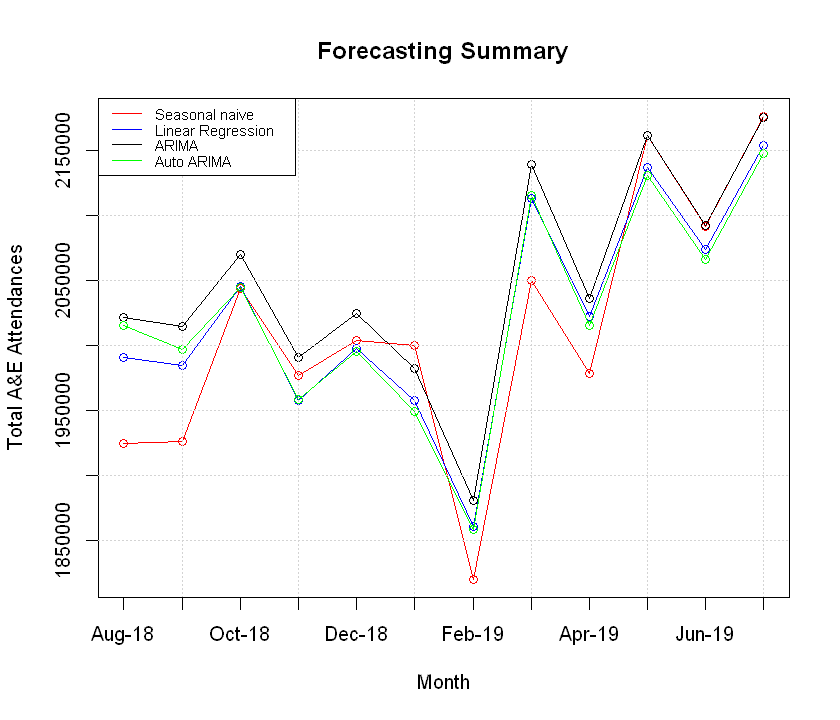 Forecasting Summary
Seasonal naive
Linear Regression
ARIMA
Auto ARIMA
2150000
2050000
1950000
1850000
Total A&E Attendances
Aug-18 Oct-18 Dec-18 Feb-19 Apr-19 Jun-19
Month